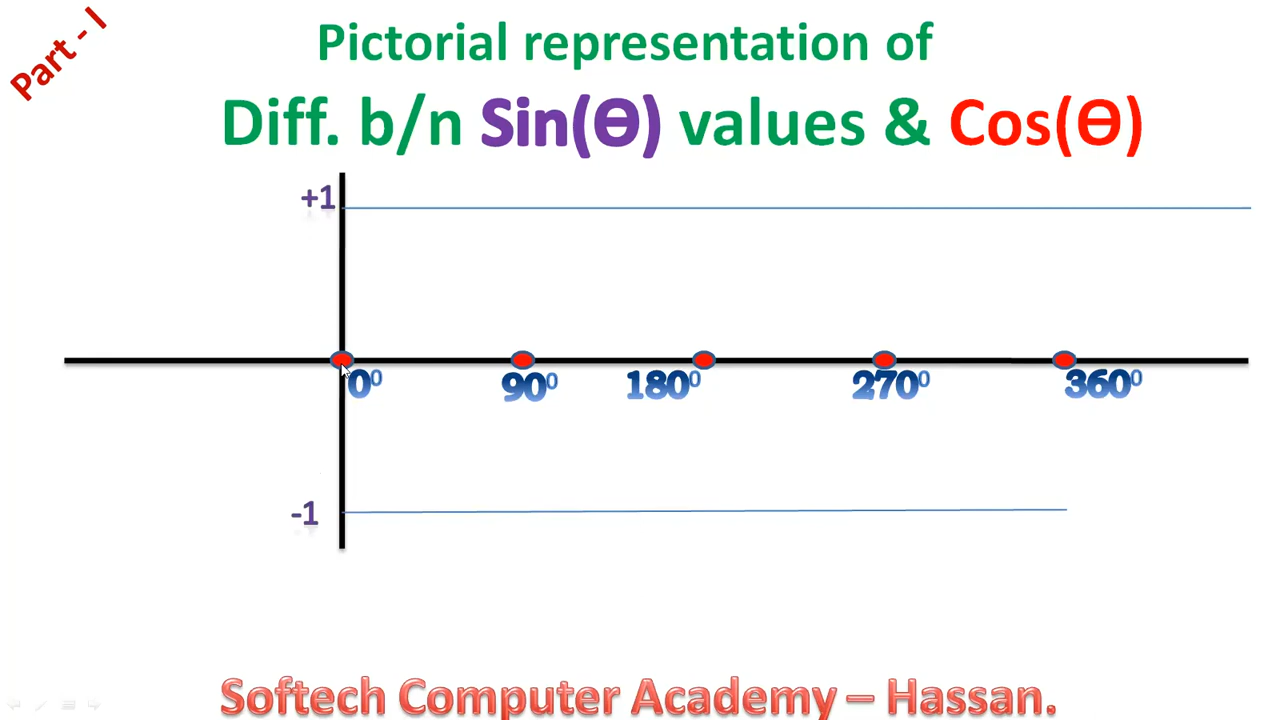 Part - I
Pictorial representation of
Diff. b/n Sin(Ɵ) values & Cos(Ɵ)
+1
0⁰ 90⁰ 180⁰ 270⁰ 360⁰
-1
Softech Computer Academy – Hassan.